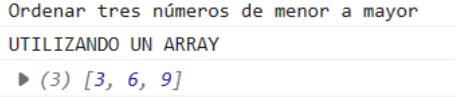 Ordenar tres números de menor a mayor
UTILIZANDO UN ARRAY
▶ (3) [3, 6, 9]